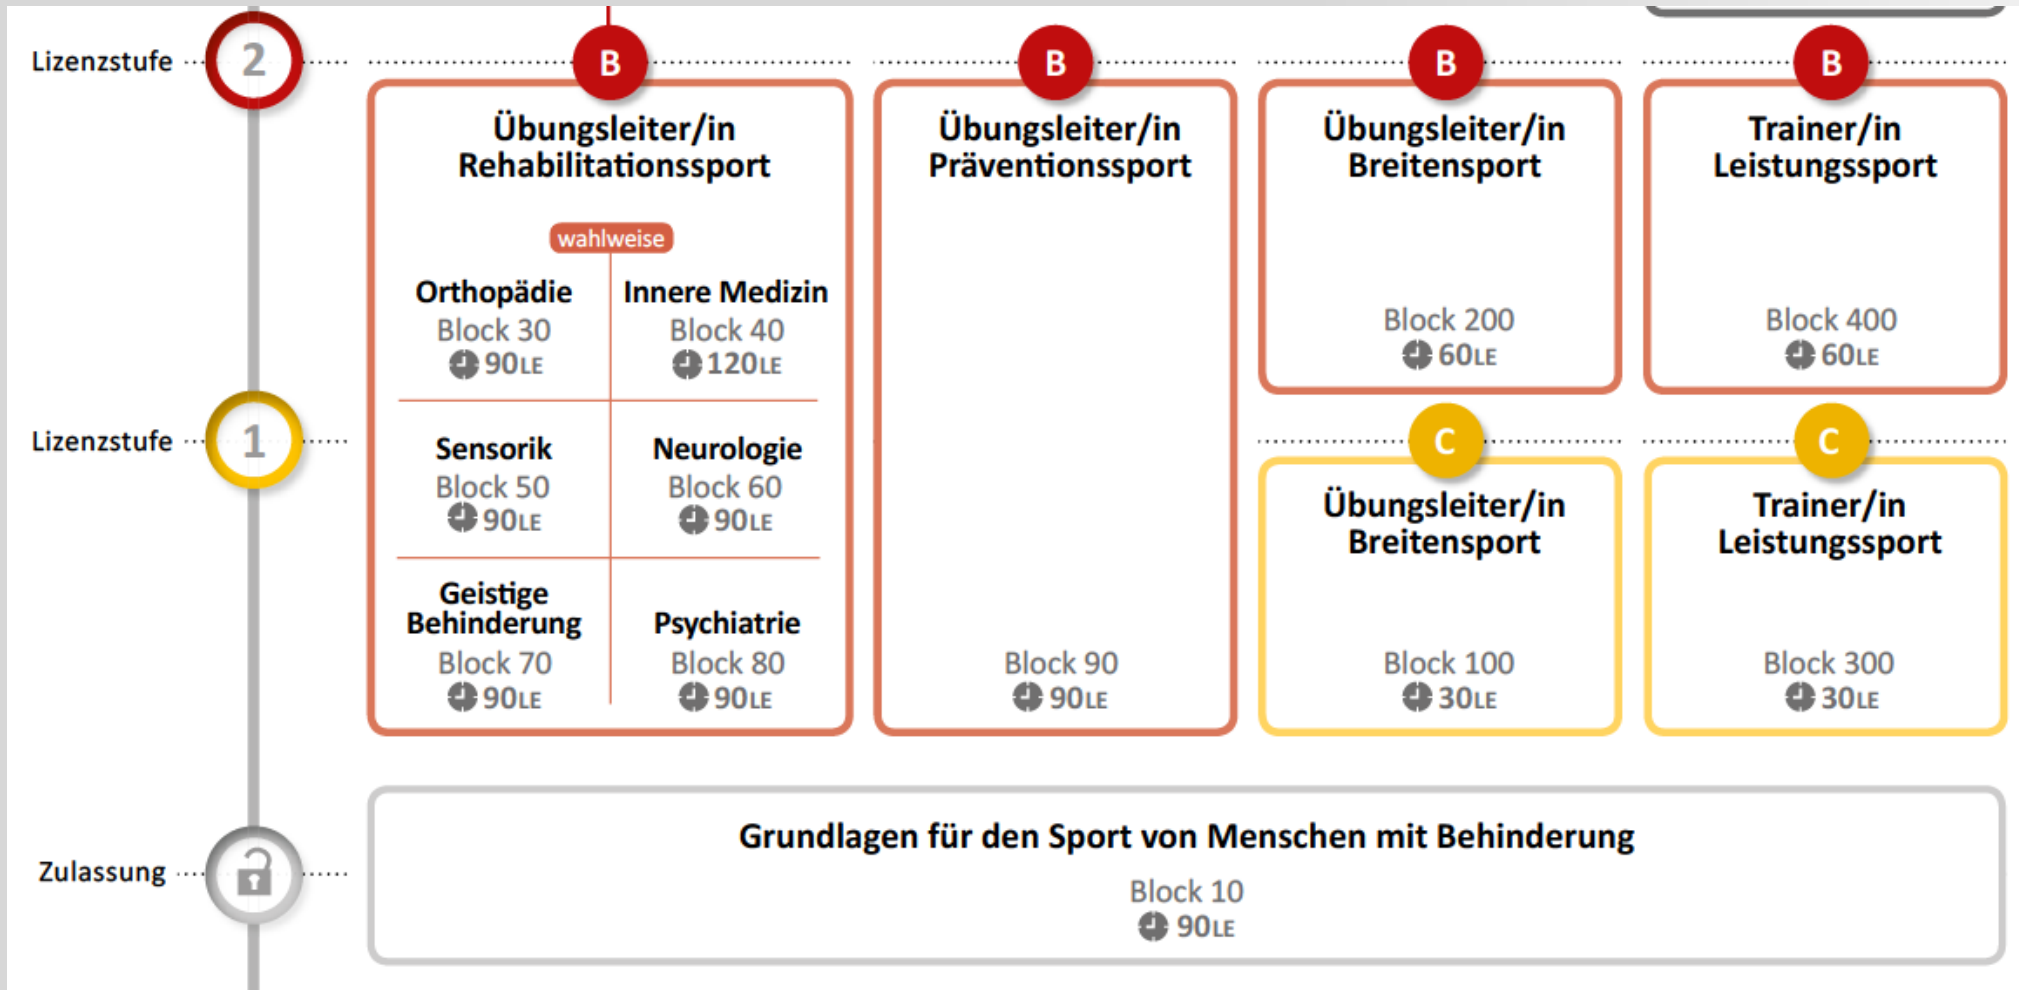 Lizenzstufe
2
B
Übungsleiter/in
Rehabilitationssport
wahlweise
Orthopädie
Block 30
90LE
Innere Medizin
Block 40
120LE
Sensorik
Block 50
90LE
Neurologie
Block 60
90LE
Geistige
Behinderung
Block 70
90LE
Psychiatrie
Block 80
90LE
B
Übungsleiter/in
Präventionssport
Block 90
90LE
B
Übungsleiter/in
Breitensport
Block 200
60LE
B
Trainer/in
Leistungssport
Block 400
60LE
Lizenzstufe
1
C
Übungsleiter/in
Breitensport
Block 100
30LE
C
Trainer/in
Leistungssport
Block 300
30LE
Zulassung
Grundlagen für den Sport von Menschen mit Behinderung
Block 10
90LE